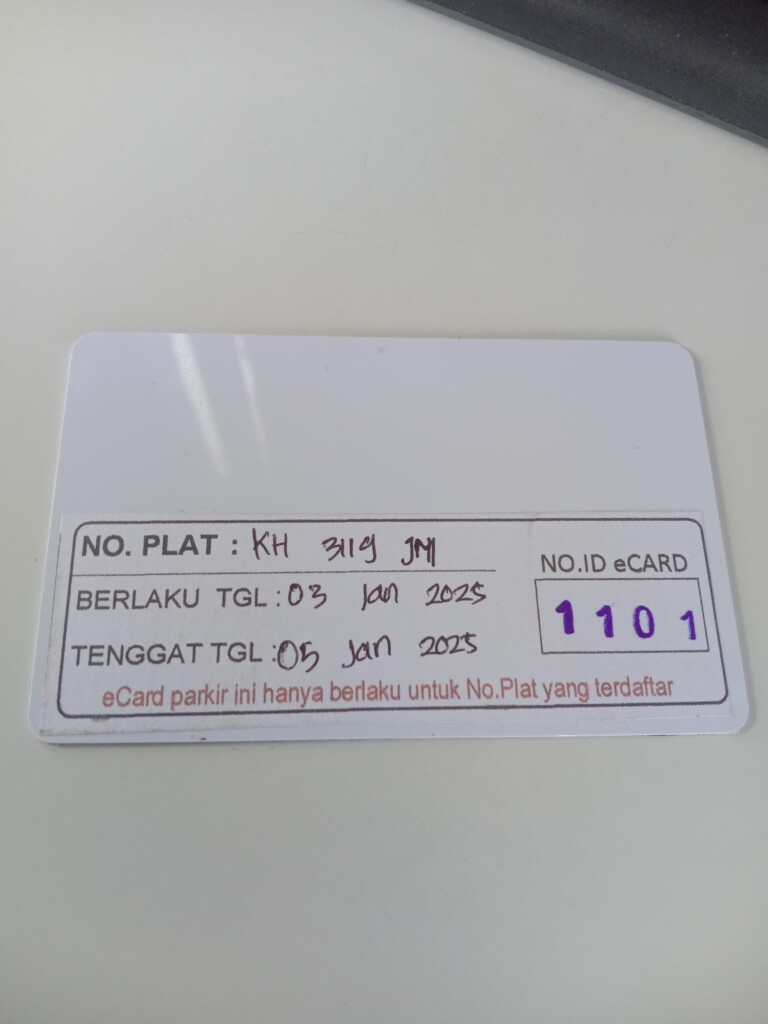 NO. PLAT : KH 3119 JM
NO.ID eCARD
BERLAKU TGL : 03 Jan 2025
1101
TENGGAT TGL : 05 Jan 2025
eCard parkir ini hanya berlaku untuk No.Plat yang terdaftar